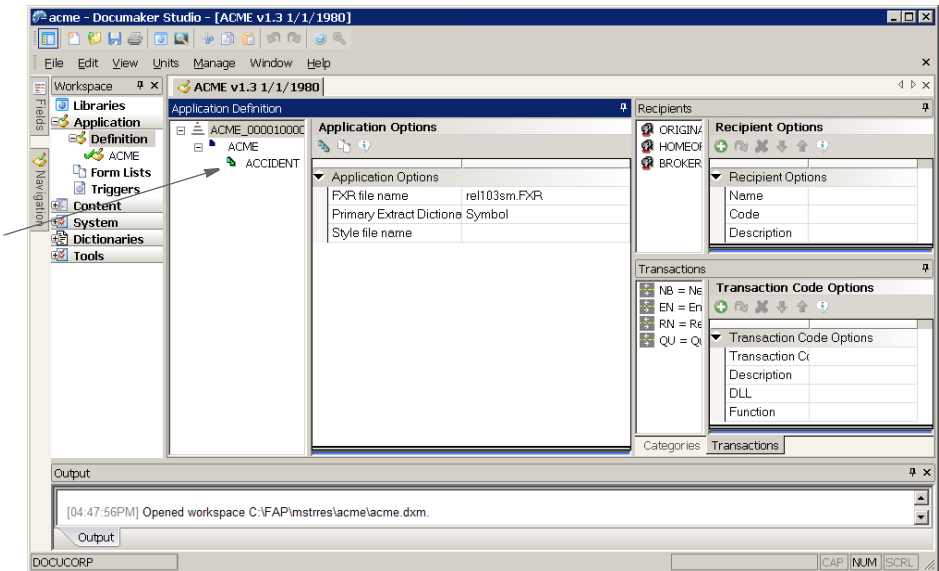 acme - Documaker Studio - [ACME v1.3 1/1/1980]
File Edit View Units Manage Window Help
Fields
Navigation
Workspace
Libraries
Application
Definition
ACME
Form Lists
Triggers
Content
System
Dictionaries
Tools
ACME v1.3 1/1/1980
Application Definition
ACME_00001000C
ACME
ACCIDENT
Application Options
Application Options
FXR file name rel103sm.FXR
Primary Extract Dictiona Symbol
Style file name
Recipients
ORIGINA
HOMEOF
BROKER
Recipient Options
Recipient Options
Name
Code
Description
Transactions
NB = Ne
EN = En
RN = Re
QU = Qu
Transaction Code Options
Transaction Code Options
Transaction Co
Description
DLL
Function
Categories Transactions
Output
[04:47:56PM] Opened workspace C:\FAP\mstrres\acme\acme.dxm.
Output
DOCUCORP
CAP NUM SCRL